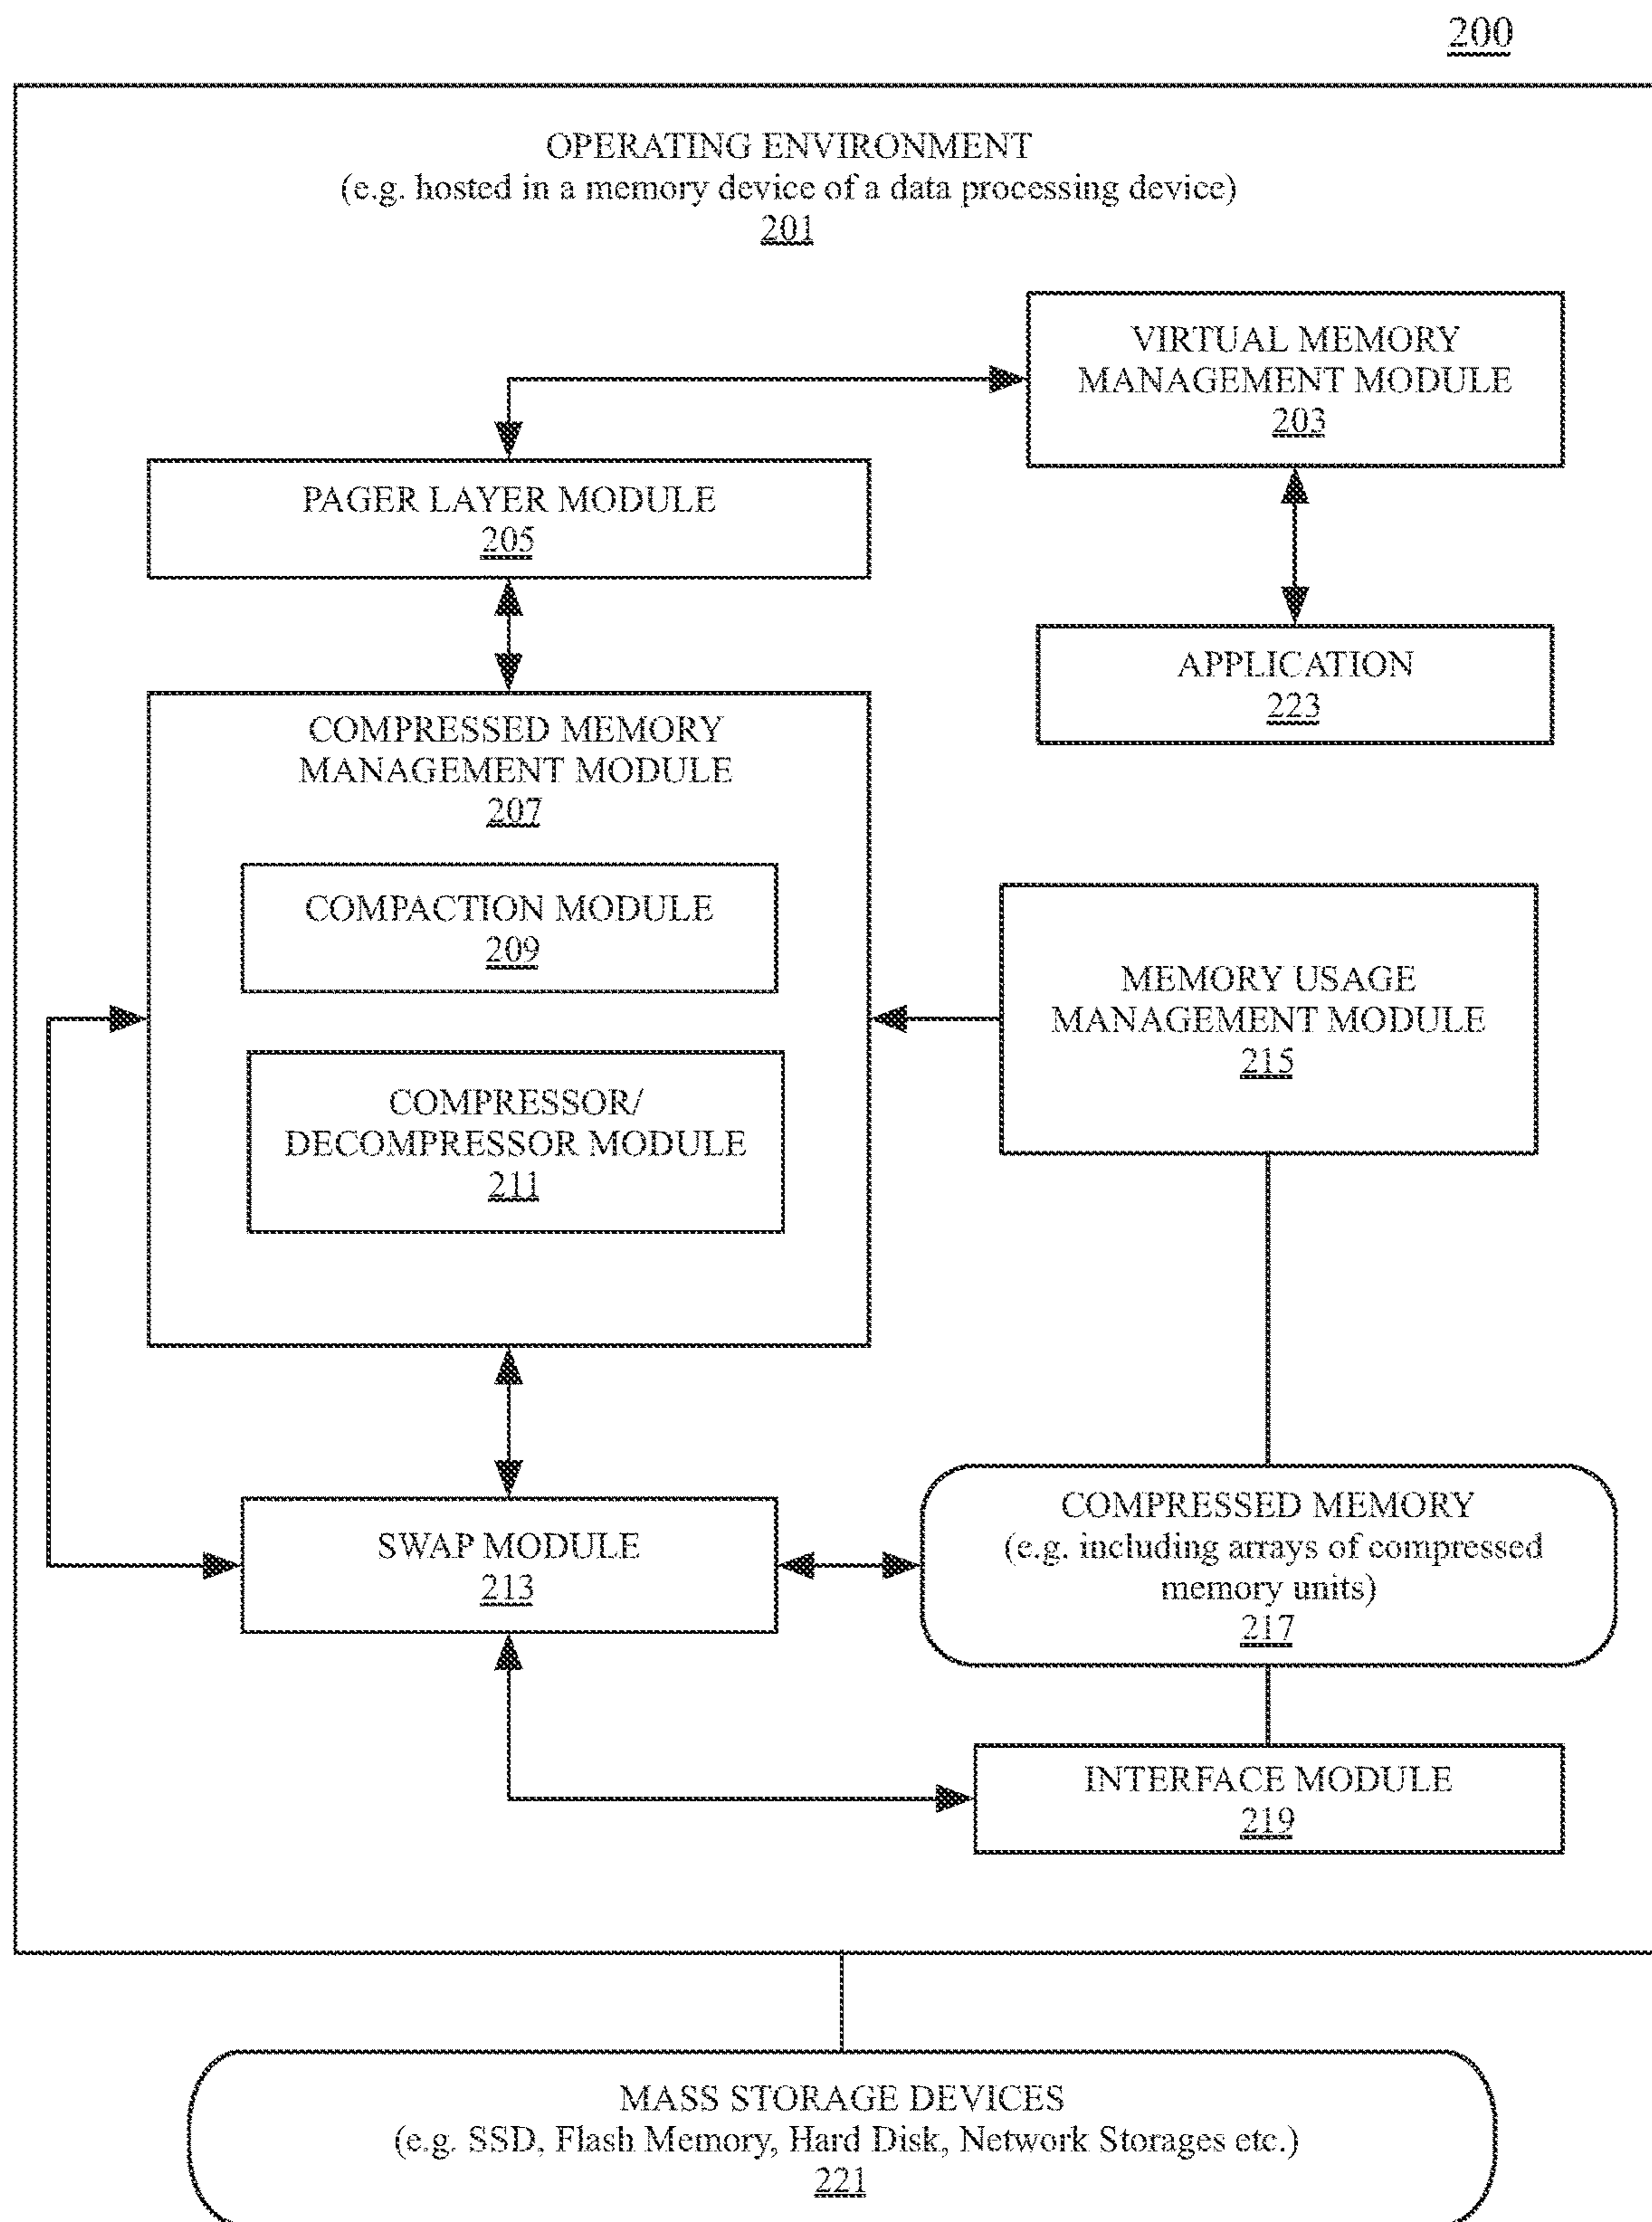 200
OPERATING ENVIRONMENT
(e.g. hosted in a memory device of a data processing device)
201
VIRTUAL MEMORY
MANAGEMENT MODULE
203
PAGER LAYER MODULE
205
APPLICATION
223
COMPRESSED MEMORY
MANAGEMENT MODULE
207
COMPACTION MODULE
209
MEMORY USAGE
MANAGEMENT MODULE
215
COMPRESSOR/
DECOMPRESSOR MODULE
211
SWAP MODULE
213
COMPRESSED MEMORY
(e.g. including arrays of compressed
memory units)
217
INTERFACE MODULE
219
MASS STORAGE DEVICES
(e.g. SSD, Flash Memory, Hard Disk, Network Storages etc.)
221